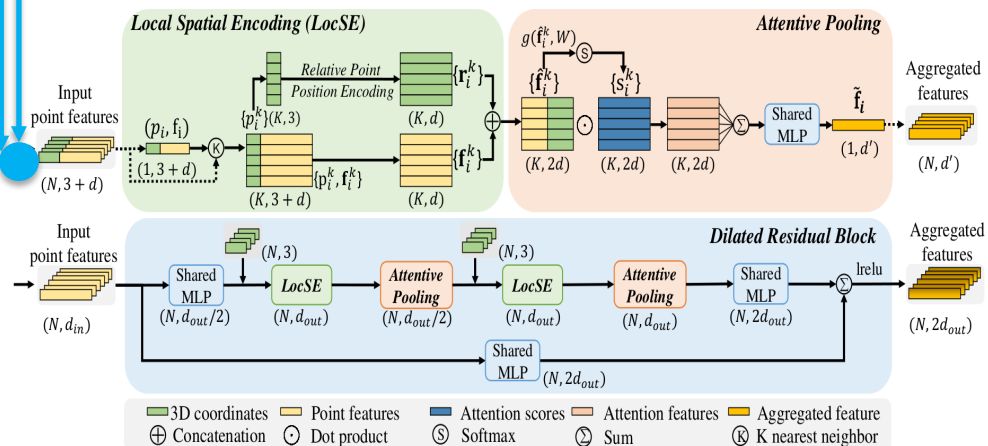 Local Spatial Encoding (LocSE)
Attentive Pooling
Input
point features
(N, 3 + d)
(p_i, f_i)
(1, 3 + d)
K
{p_i^k}(K, 3)
Relative Point
Position Encoding
{r_i^k}
(K, d)
{p_i^k, f_i^k}
(K, 3 + d)
{f_i^k}
(K, d)
g(f̂_i^k, W)
S
{f̂_i^k}
{s_i^k}
(K, 2d)
(K, 2d)
(K, 2d)
Σ
Shared
MLP
f̃_i
(1, d′)
Aggregated
features
(N, d′)
Dilated Residual Block
Input
point features
(N, d_in)
Shared
MLP
(N, d_out/2)
(N, 3)
LocSE
(N, d_out)
Attentive
Pooling
(N, d_out/2)
(N, 3)
LocSE
(N, d_out)
Attentive
Pooling
(N, d_out)
Shared
MLP
(N, 2d_out)
Σ
lrelu
Shared
MLP
(N, 2d_out)
Aggregated
features
(N, 2d_out)
3D coordinates Point features Attention scores Attention features Aggregated feature
⊕ Concatenation ⊙ Dot product Ⓢ Softmax Σ Sum Ⓚ K nearest neighbor